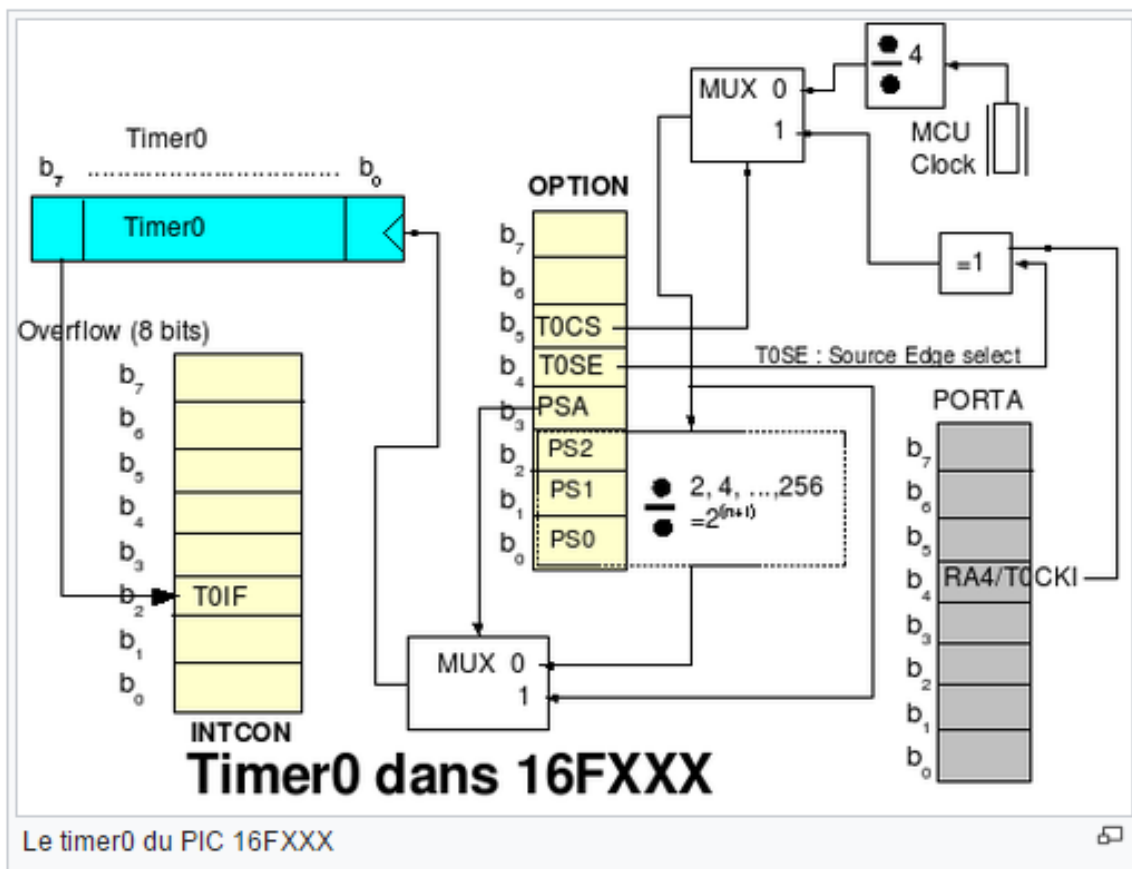 Timer0
b7 ........................................ b0
Timer0
Overflow (8 bits)
b7
b6
b5
b4
b3
b2
b1
b0
T0IF
INTCON
OPTION
b7
b6
b5
b4
b3
b2
b1
b0
T0CS
T0SE
PSA
PS2
PS1
PS0
2, 4, ...,256
=2(n+1)
MUX 0
1
4
MCU
Clock
=1
T0SE : Source Edge select
MUX 0
1
PORTA
b7
b6
b5
b4
b3
b2
b1
b0
RA4/T0CKI
Timer0 dans 16FXXX
Le timer0 du PIC 16FXXX